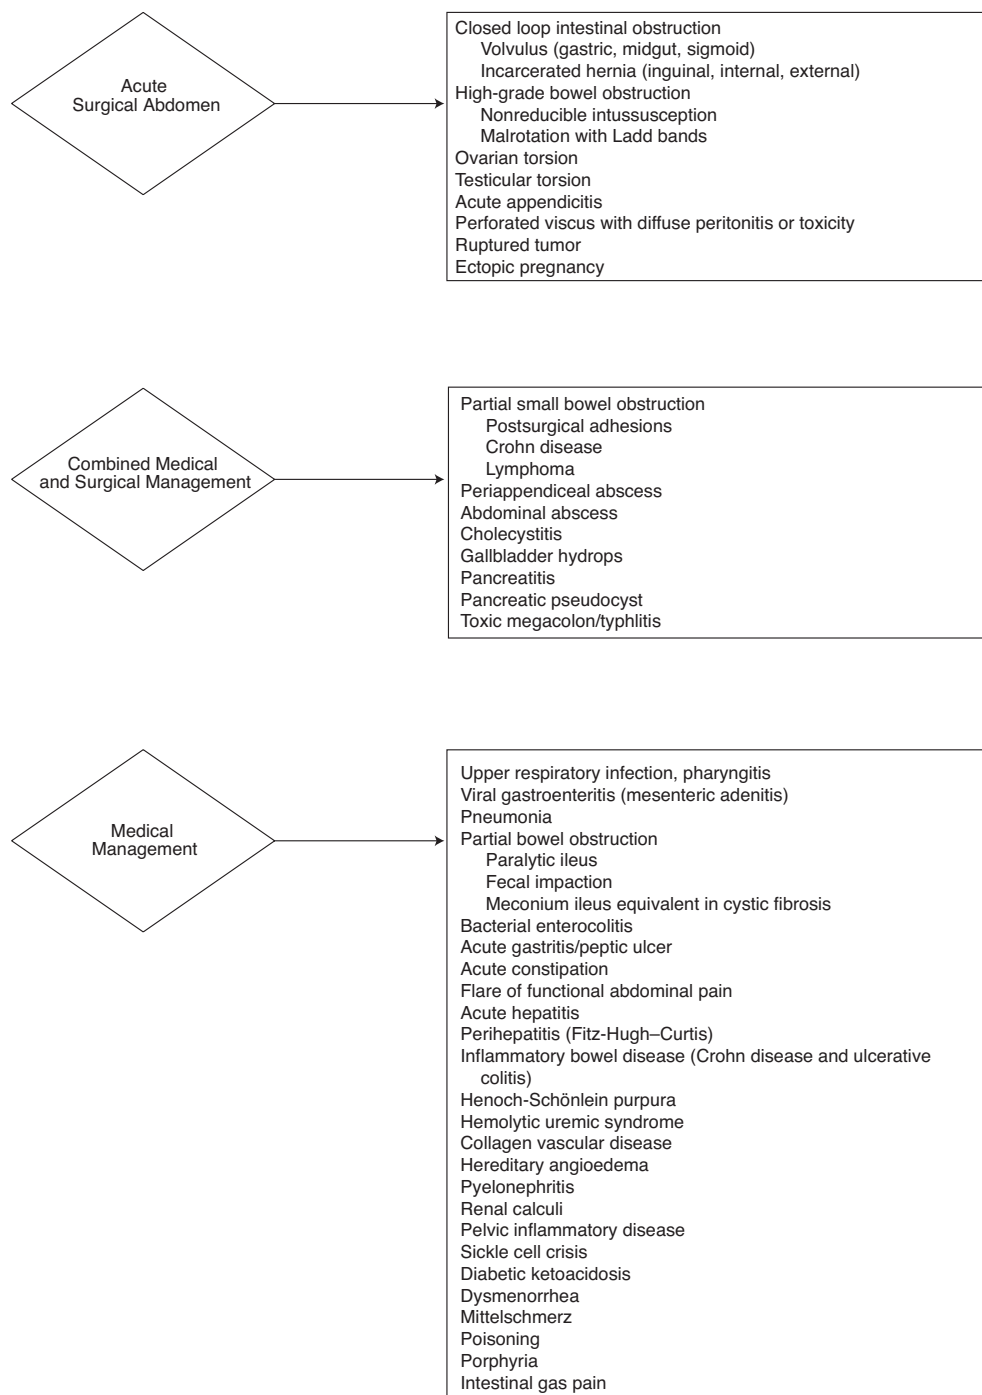 Acute
Surgical Abdomen
Closed loop intestinal obstruction
Volvulus (gastric, midgut, sigmoid)
Incarcerated hernia (inguinal, internal, external)
High-grade bowel obstruction
Nonreducible intussusception
Malrotation with Ladd bands
Ovarian torsion
Testicular torsion
Acute appendicitis
Perforated viscus with diffuse peritonitis or toxicity
Ruptured tumor
Ectopic pregnancy
Combined Medical
and Surgical Management
Partial small bowel obstruction
Postsurgical adhesions
Crohn disease
Lymphoma
Periappendiceal abscess
Abdominal abscess
Cholecystitis
Gallbladder hydrops
Pancreatitis
Pancreatic pseudocyst
Toxic megacolon/typhlitis
Medical
Management
Upper respiratory infection, pharyngitis
Viral gastroenteritis (mesenteric adenitis)
Pneumonia
Partial bowel obstruction
Paralytic ileus
Fecal impaction
Meconium ileus equivalent in cystic fibrosis
Bacterial enterocolitis
Acute gastritis/peptic ulcer
Acute constipation
Flare of functional abdominal pain
Acute hepatitis
Perihepatitis (Fitz-Hugh–Curtis)
Inflammatory bowel disease (Crohn disease and ulcerative
colitis)
Henoch-Schönlein purpura
Hemolytic uremic syndrome
Collagen vascular disease
Hereditary angioedema
Pyelonephritis
Renal calculi
Pelvic inflammatory disease
Sickle cell crisis
Diabetic ketoacidosis
Dysmenorrhea
Mittelschmerz
Poisoning
Porphyria
Intestinal gas pain